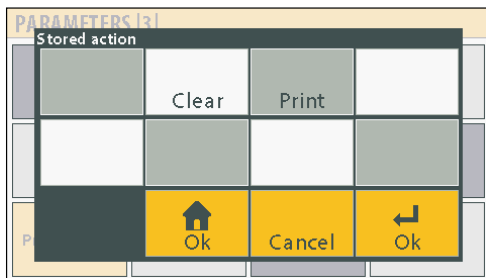 PARAMETERS |3|
Stored action
Clear Print
Ok Cancel Ok
P